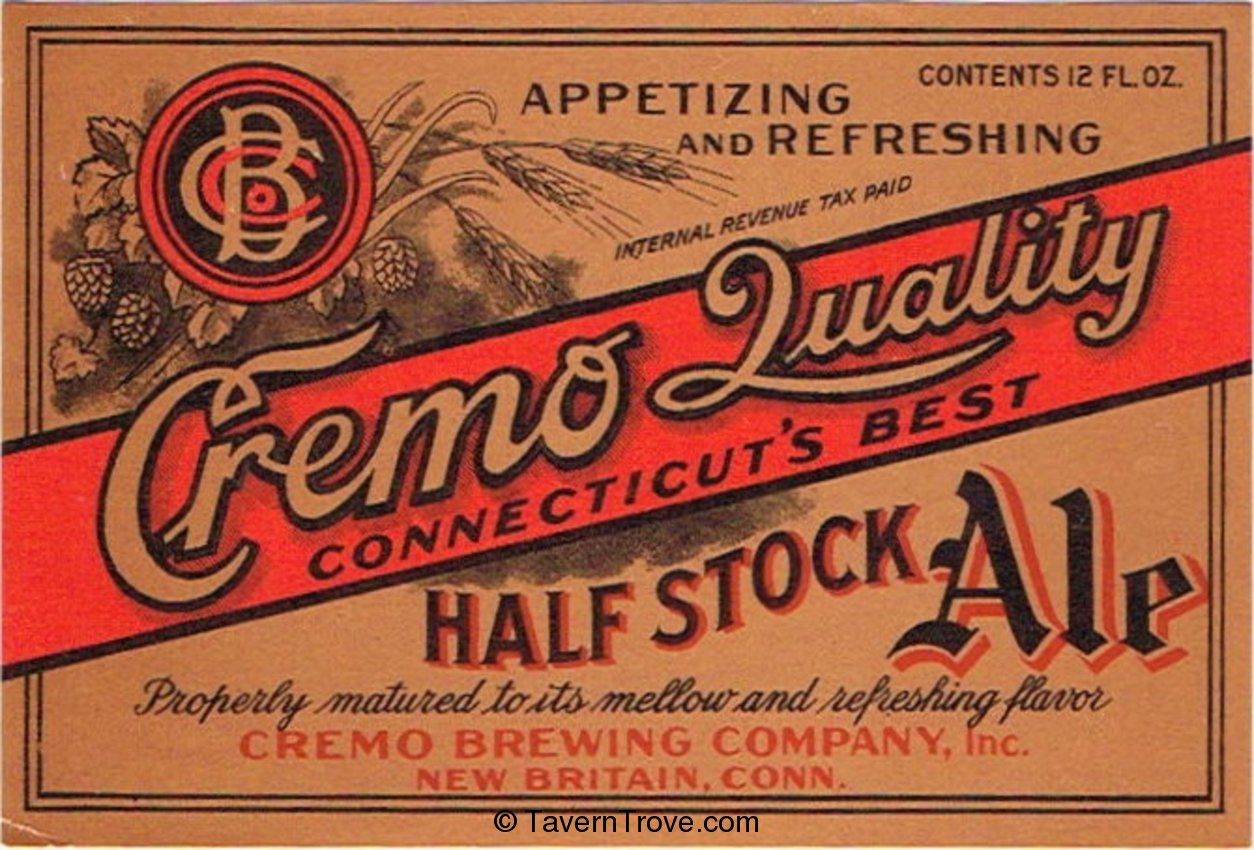 CBC
APPETIZING
AND REFRESHING
CONTENTS 12 FL. OZ.
INTERNAL REVENUE TAX PAID
Cremo Quality
CONNECTICUT'S BEST
HALF STOCK Ale
Properly matured to its mellow and refreshing flavor
CREMO BREWING COMPANY, Inc.
NEW BRITAIN, CONN.
© TavernTrove.com